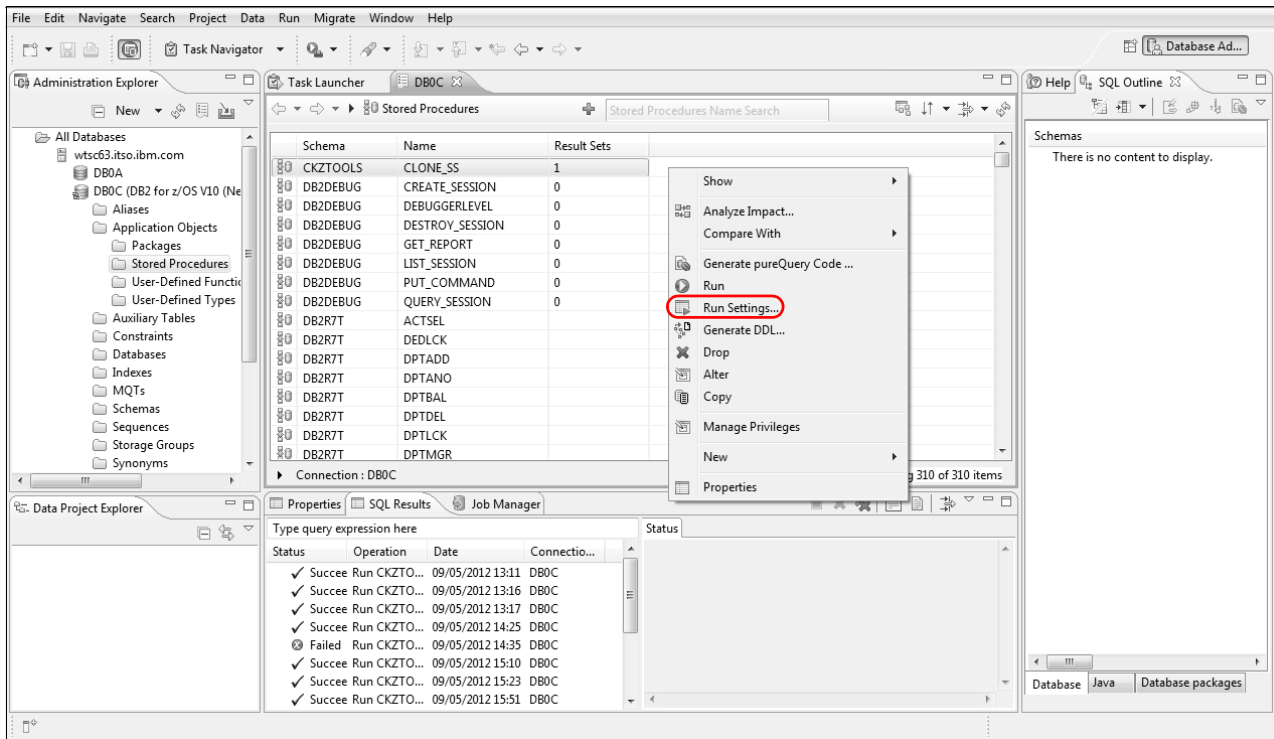 File Edit Navigate Search Project Data Run Migrate Window Help
Task Navigator
Database Ad...
Administration Explorer
New
All Databases
wtsc63.itso.ibm.com
DB0A
DB0C (DB2 for z/OS V10 (Ne
Aliases
Application Objects
Packages
Stored Procedures
User-Defined Functic
User-Defined Types
Auxiliary Tables
Constraints
Databases
Indexes
MQTs
Schemas
Sequences
Storage Groups
Synonyms
Task Launcher DB0C
Stored Procedures Stored Procedures Name Search
Schema Name Result Sets
CKZTOOLS CLONE_SS 1
DB2DEBUG CREATE_SESSION 0
DB2DEBUG DEBUGGERLEVEL 0
DB2DEBUG DESTROY_SESSION 0
DB2DEBUG GET_REPORT 0
DB2DEBUG LIST_SESSION 0
DB2DEBUG PUT_COMMAND 0
DB2DEBUG QUERY_SESSION 0
DB2R7T ACTSEL
DB2R7T DEDLCK
DB2R7T DPTADD
DB2R7T DPTANO
DB2R7T DPTBAL
DB2R7T DPTDEL
DB2R7T DPTLCK
DB2R7T DPTMGR
Connection : DB0C
g 310 of 310 items
Show
Analyze Impact...
Compare With
Generate pureQuery Code ...
Run
Run Settings...
Generate DDL...
Drop
Alter
Copy
Manage Privileges
New
Properties
Help SQL Outline
Schemas
There is no content to display.
Database Java Database packages
Data Project Explorer
Properties SQL Results Job Manager
Type query expression here
Status
Status Operation Date Connectio...
Succee Run CKZTO... 09/05/2012 13:11 DB0C
Succee Run CKZTO... 09/05/2012 13:16 DB0C
Succee Run CKZTO... 09/05/2012 13:17 DB0C
Succee Run CKZTO... 09/05/2012 14:25 DB0C
Failed Run CKZTO... 09/05/2012 14:35 DB0C
Succee Run CKZTO... 09/05/2012 15:10 DB0C
Succee Run CKZTO... 09/05/2012 15:23 DB0C
Succee Run CKZTO... 09/05/2012 15:51 DB0C